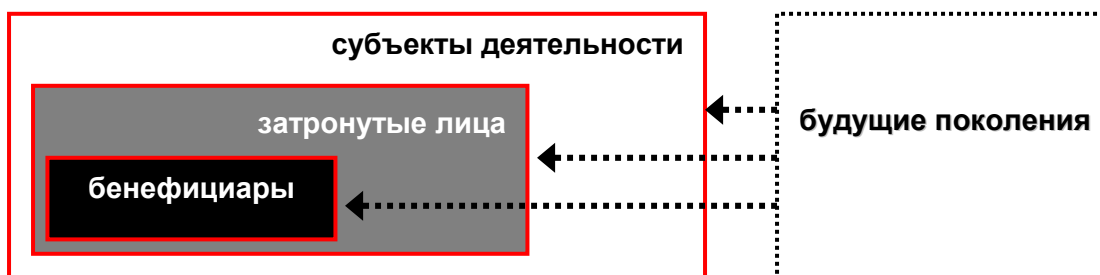 субъекты деятельности
затронутые лица
будущие поколения
бенефициары